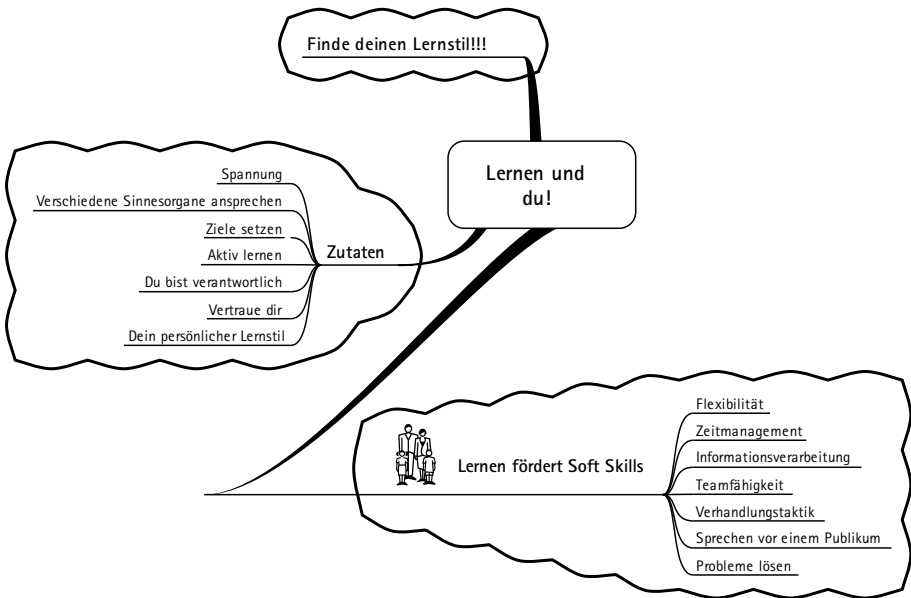 Finde deinen Lernstil!!!
Lernen und
du!
Zutaten
Spannung
Verschiedene Sinnesorgane ansprechen
Ziele setzen
Aktiv lernen
Du bist verantwortlich
Vertraue dir
Dein persönlicher Lernstil
Lernen fördert Soft Skills
Flexibilität
Zeitmanagement
Informationsverarbeitung
Teamfähigkeit
Verhandlungstaktik
Sprechen vor einem Publikum
Probleme lösen